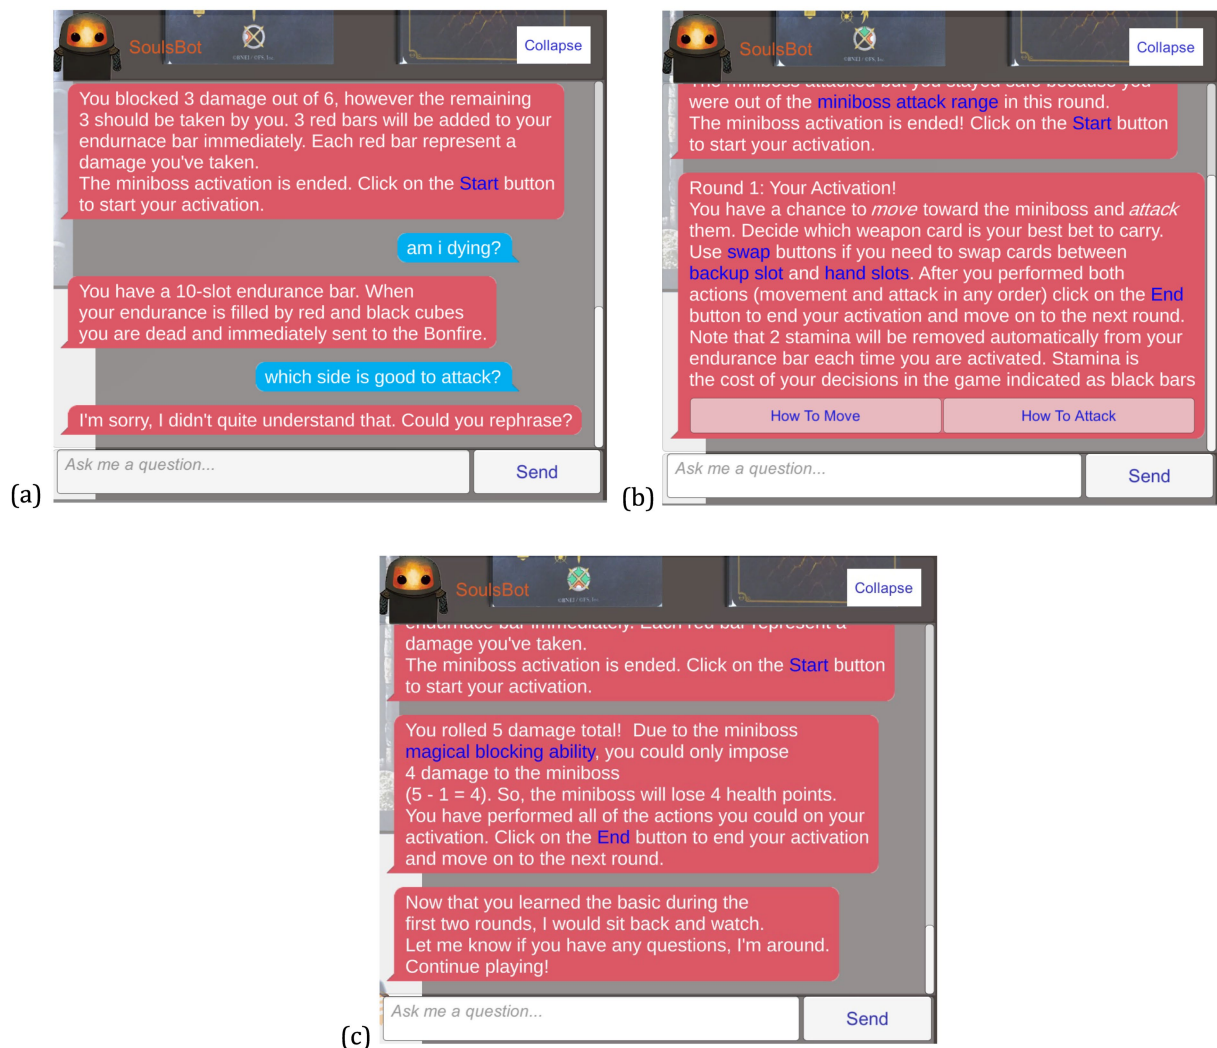 SoulsBot
Collapse
You blocked 3 damage out of 6, however the remaining
3 should be taken by you. 3 red bars will be added to your
endurnace bar immediately. Each red bar represent a
damage you've taken.
The miniboss activation is ended. Click on the Start button
to start your activation.
am i dying?
You have a 10-slot endurance bar. When
your endurance is filled by red and black cubes
you are dead and immediately sent to the Bonfire.
which side is good to attack?
I'm sorry, I didn't quite understand that. Could you rephrase?
Ask me a question...
Send
(a)
SoulsBot
Collapse
The miniboss attacked but you stayed safe because you
were out of the miniboss attack range in this round.
The miniboss activation is ended! Click on the Start button
to start your activation.
Round 1: Your Activation!
You have a chance to move toward the miniboss and attack
them. Decide which weapon card is your best bet to carry.
Use swap buttons if you need to swap cards between
backup slot and hand slots. After you performed both
actions (movement and attack in any order) click on the End
button to end your activation and move on to the next round.
Note that 2 stamina will be removed automatically from your
endurance bar each time you are activated. Stamina is
the cost of your decisions in the game indicated as black bars
How To Move
How To Attack
Ask me a question...
Send
(b)
SoulsBot
Collapse
endurnace bar immediately. Each red bar represent a
damage you've taken.
The miniboss activation is ended. Click on the Start button
to start your activation.
You rolled 5 damage total! Due to the miniboss
magical blocking ability, you could only impose
4 damage to the miniboss
(5 - 1 = 4). So, the miniboss will lose 4 health points.
You have performed all of the actions you could on your
activation. Click on the End button to end your activation
and move on to the next round.
Now that you learned the basic during the
first two rounds, I would sit back and watch.
Let me know if you have any questions, I'm around.
Continue playing!
Ask me a question...
Send
(c)